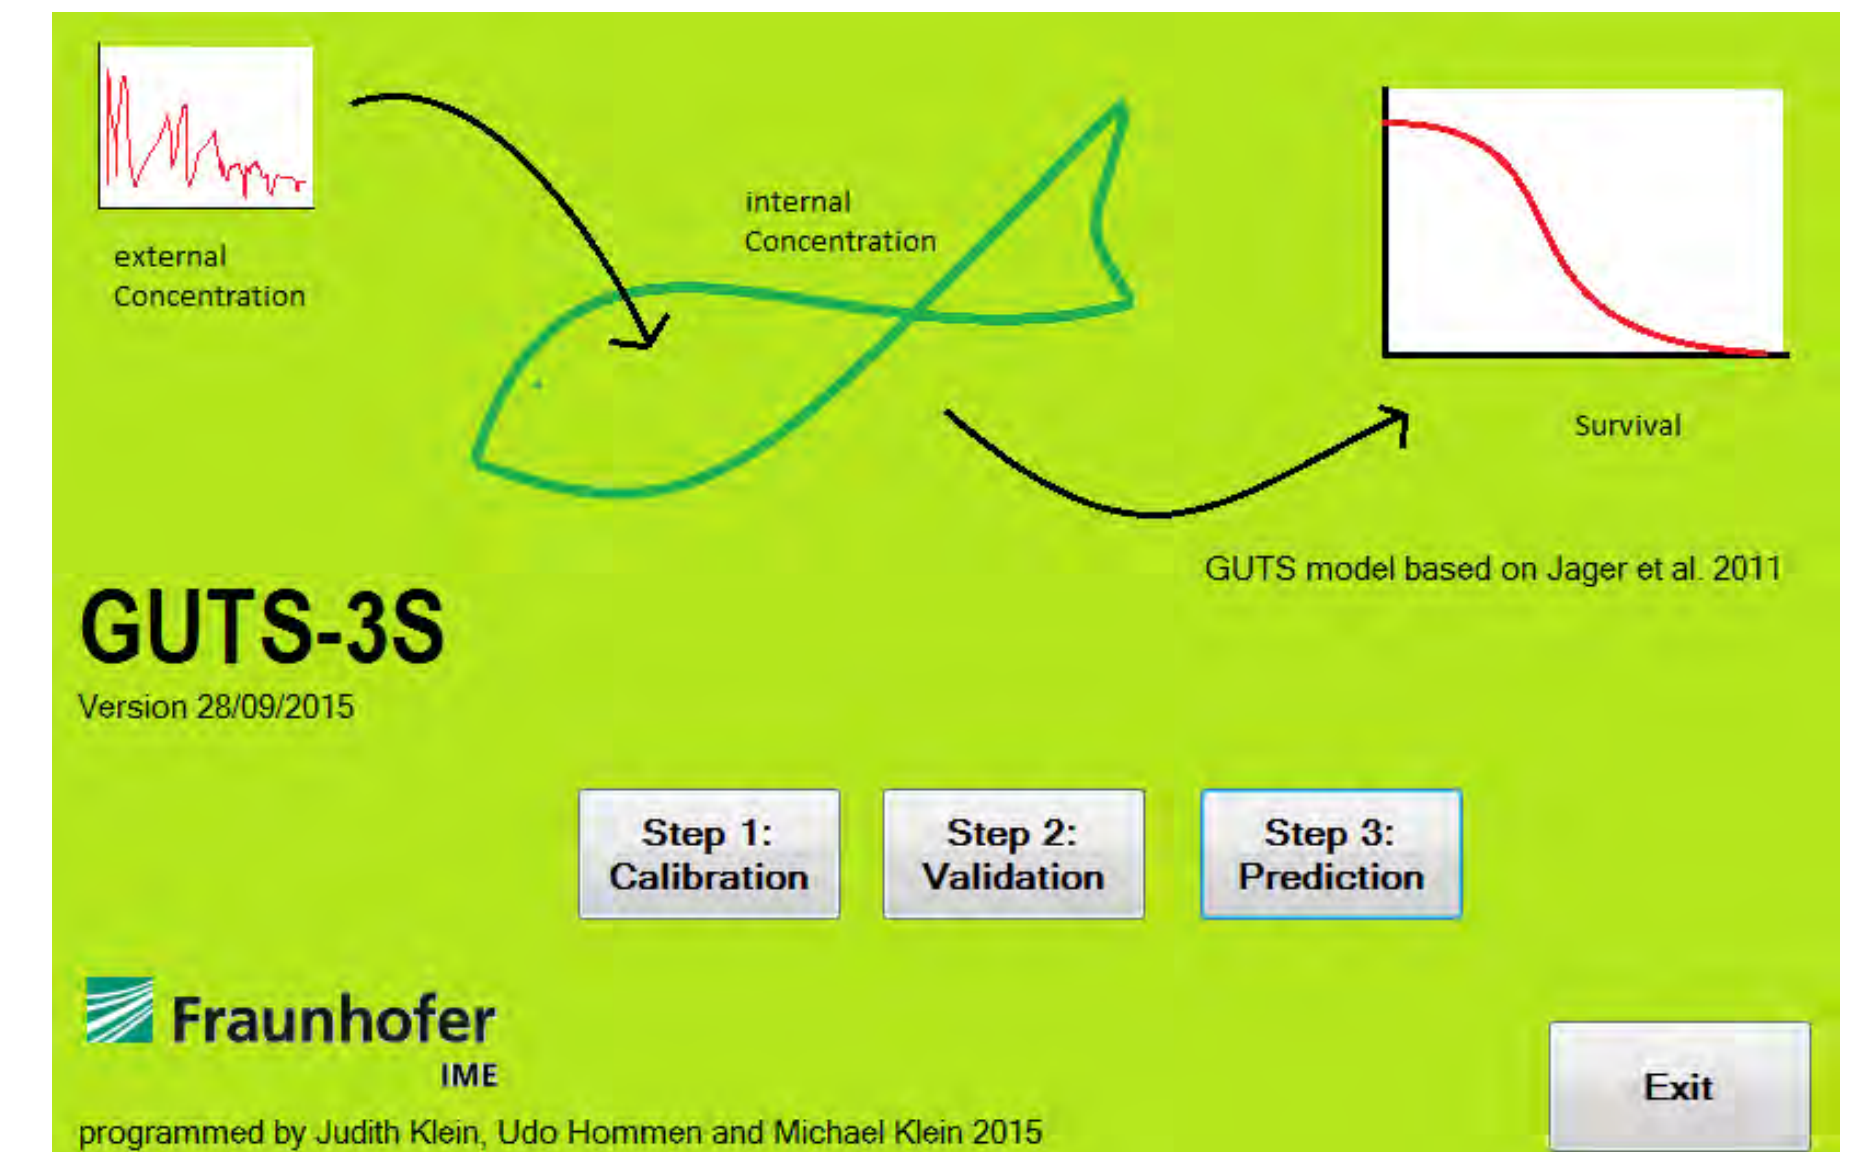 external
Concentration
internal
Concentration
Survival
GUTS model based on Jager et al. 2011
GUTS-3S
Version 28/09/2015
Step 1:
Calibration
Step 2:
Validation
Step 3:
Prediction
Fraunhofer
IME
Exit
programmed by Judith Klein, Udo Hommen and Michael Klein 2015